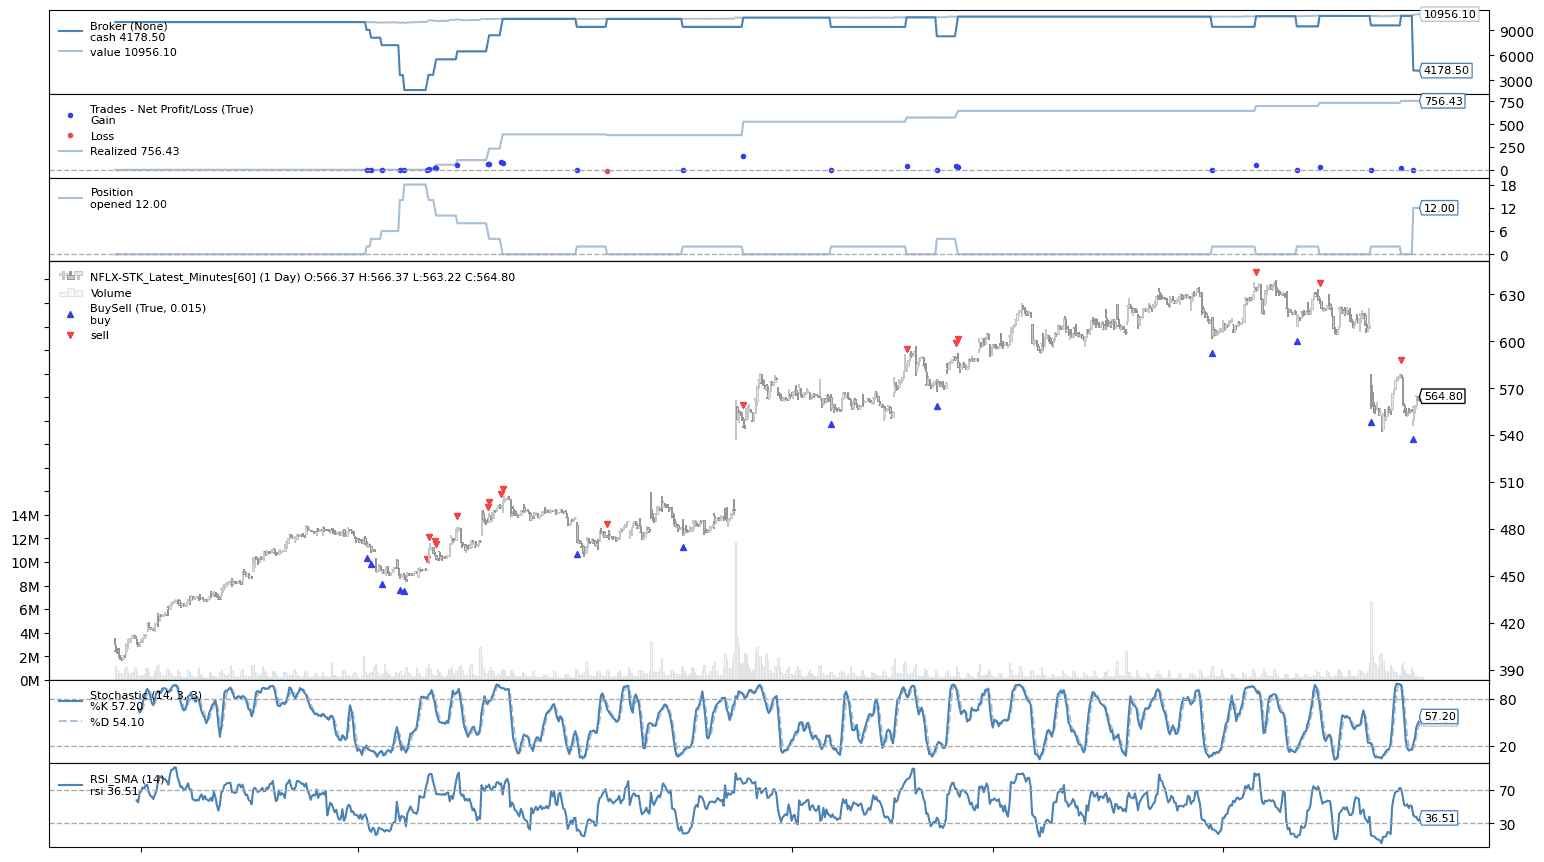 Broker (None)
cash 4178.50
value 10956.10
10956.10
9000
6000
4178.50
3000
Trades - Net Profit/Loss (True)
Gain
Loss
Realized 756.43
756.43
750
500
250
0
Position
opened 12.00
18
12.00
12
6
0
NFLX-STK_Latest_Minutes[60] (1 Day) O:566.37 H:566.37 L:563.22 C:564.80
Volume
BuySell (True, 0.015)
buy
sell
630
600
570
564.80
540
510
480
450
420
390
14M
12M
10M
8M
6M
4M
2M
0M
Stochastic (14, 3, 3)
%K 57.20
%D 54.10
80
57.20
20
RSI_SMA (14)
rsi 36.51
70
36.51
30